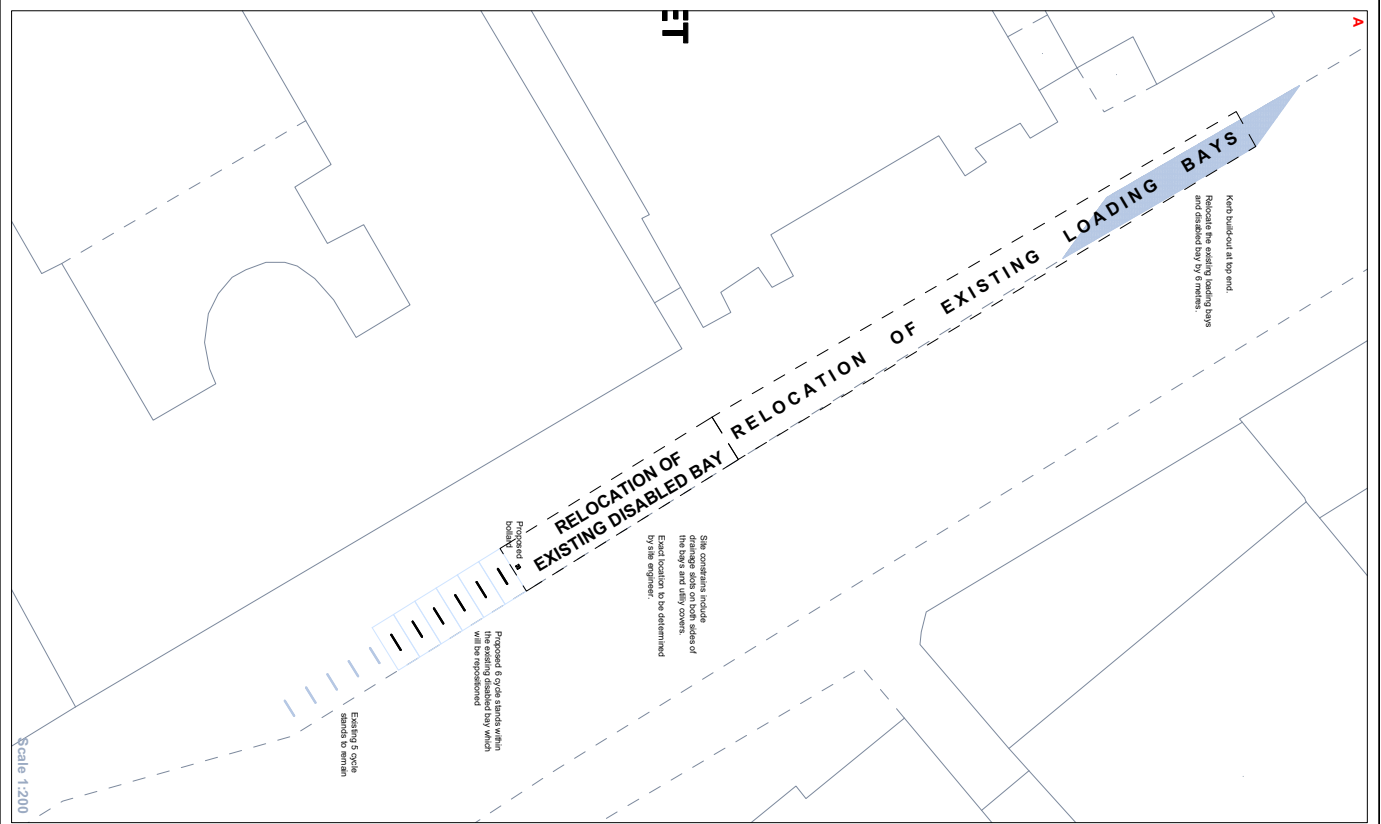 ET
A
Kerb build-out at top end.
Relocate the existing loading bays
and disabled bay by 6 metres.
RELOCATION OF EXISTING LOADING BAYS
RELOCATION OF
EXISTING DISABLED BAY
Proposed
bollard
Site constrains include
drainage slots on both sides of
the bays and utiliy covers.
Exact location to be determined
by site engineer.
Proposed 6 cycle stands within
the existing disabled bay which
will be repositioned
Existing 5 cycle
stands to remain
Scale 1:200